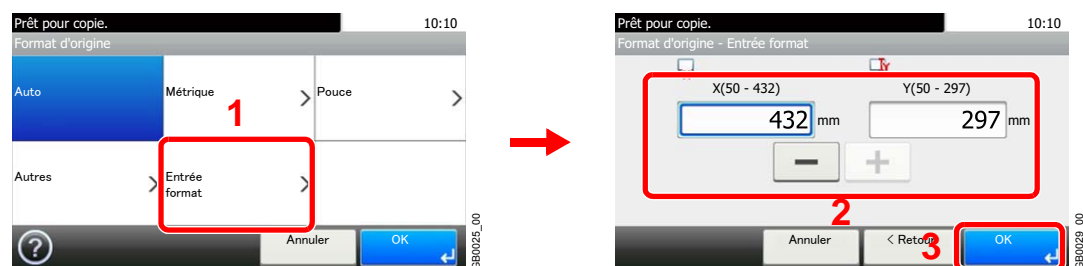 Prêt pour copie. 10:10
Format d'origine
Auto
Métrique
Pouce
1
Autres
Entrée
format
Annuler
OK
GB0025_00
Prêt pour copie. 10:10
Format d'origine - Entrée format
X(50 - 432)
Y(50 - 297)
432 mm
297 mm
2
Annuler
< Retour
3
OK
GB0029_00